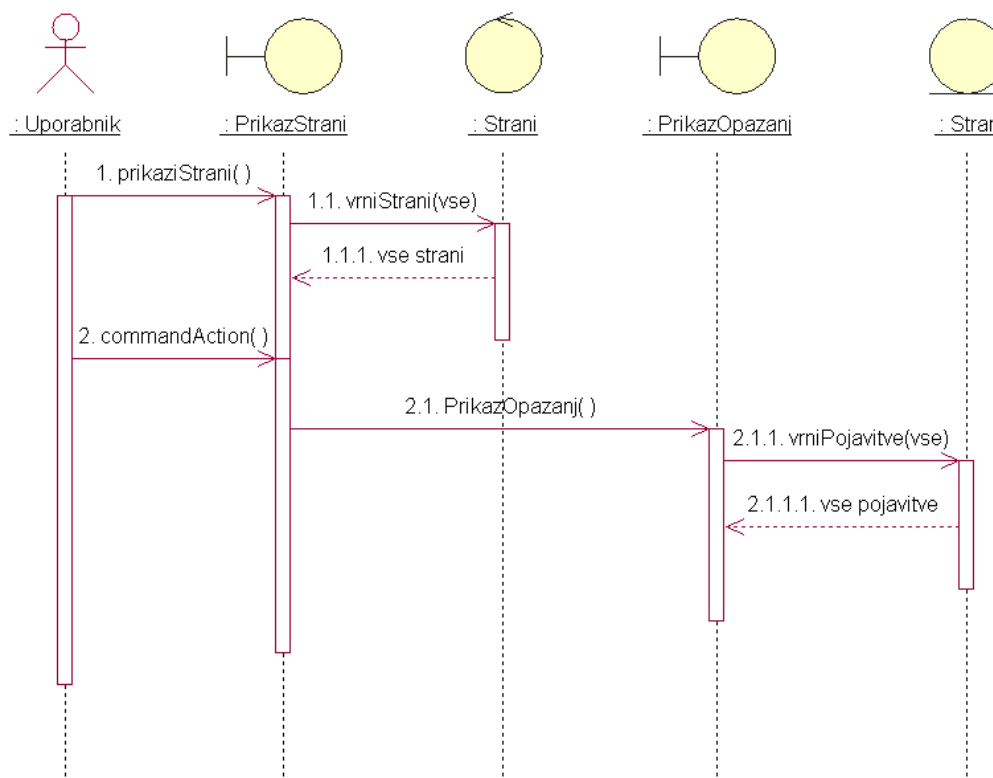 : Uporabnik
: PrikazStrani
: Strani
: PrikazOpazanj
: Stran
1. prikaziStrani( )
1.1. vrniStrani(vse)
1.1.1. vse strani
2. commandAction( )
2.1. PrikazOpazanj( )
2.1.1. vrniPojavitve(vse)
2.1.1.1. vse pojavitve